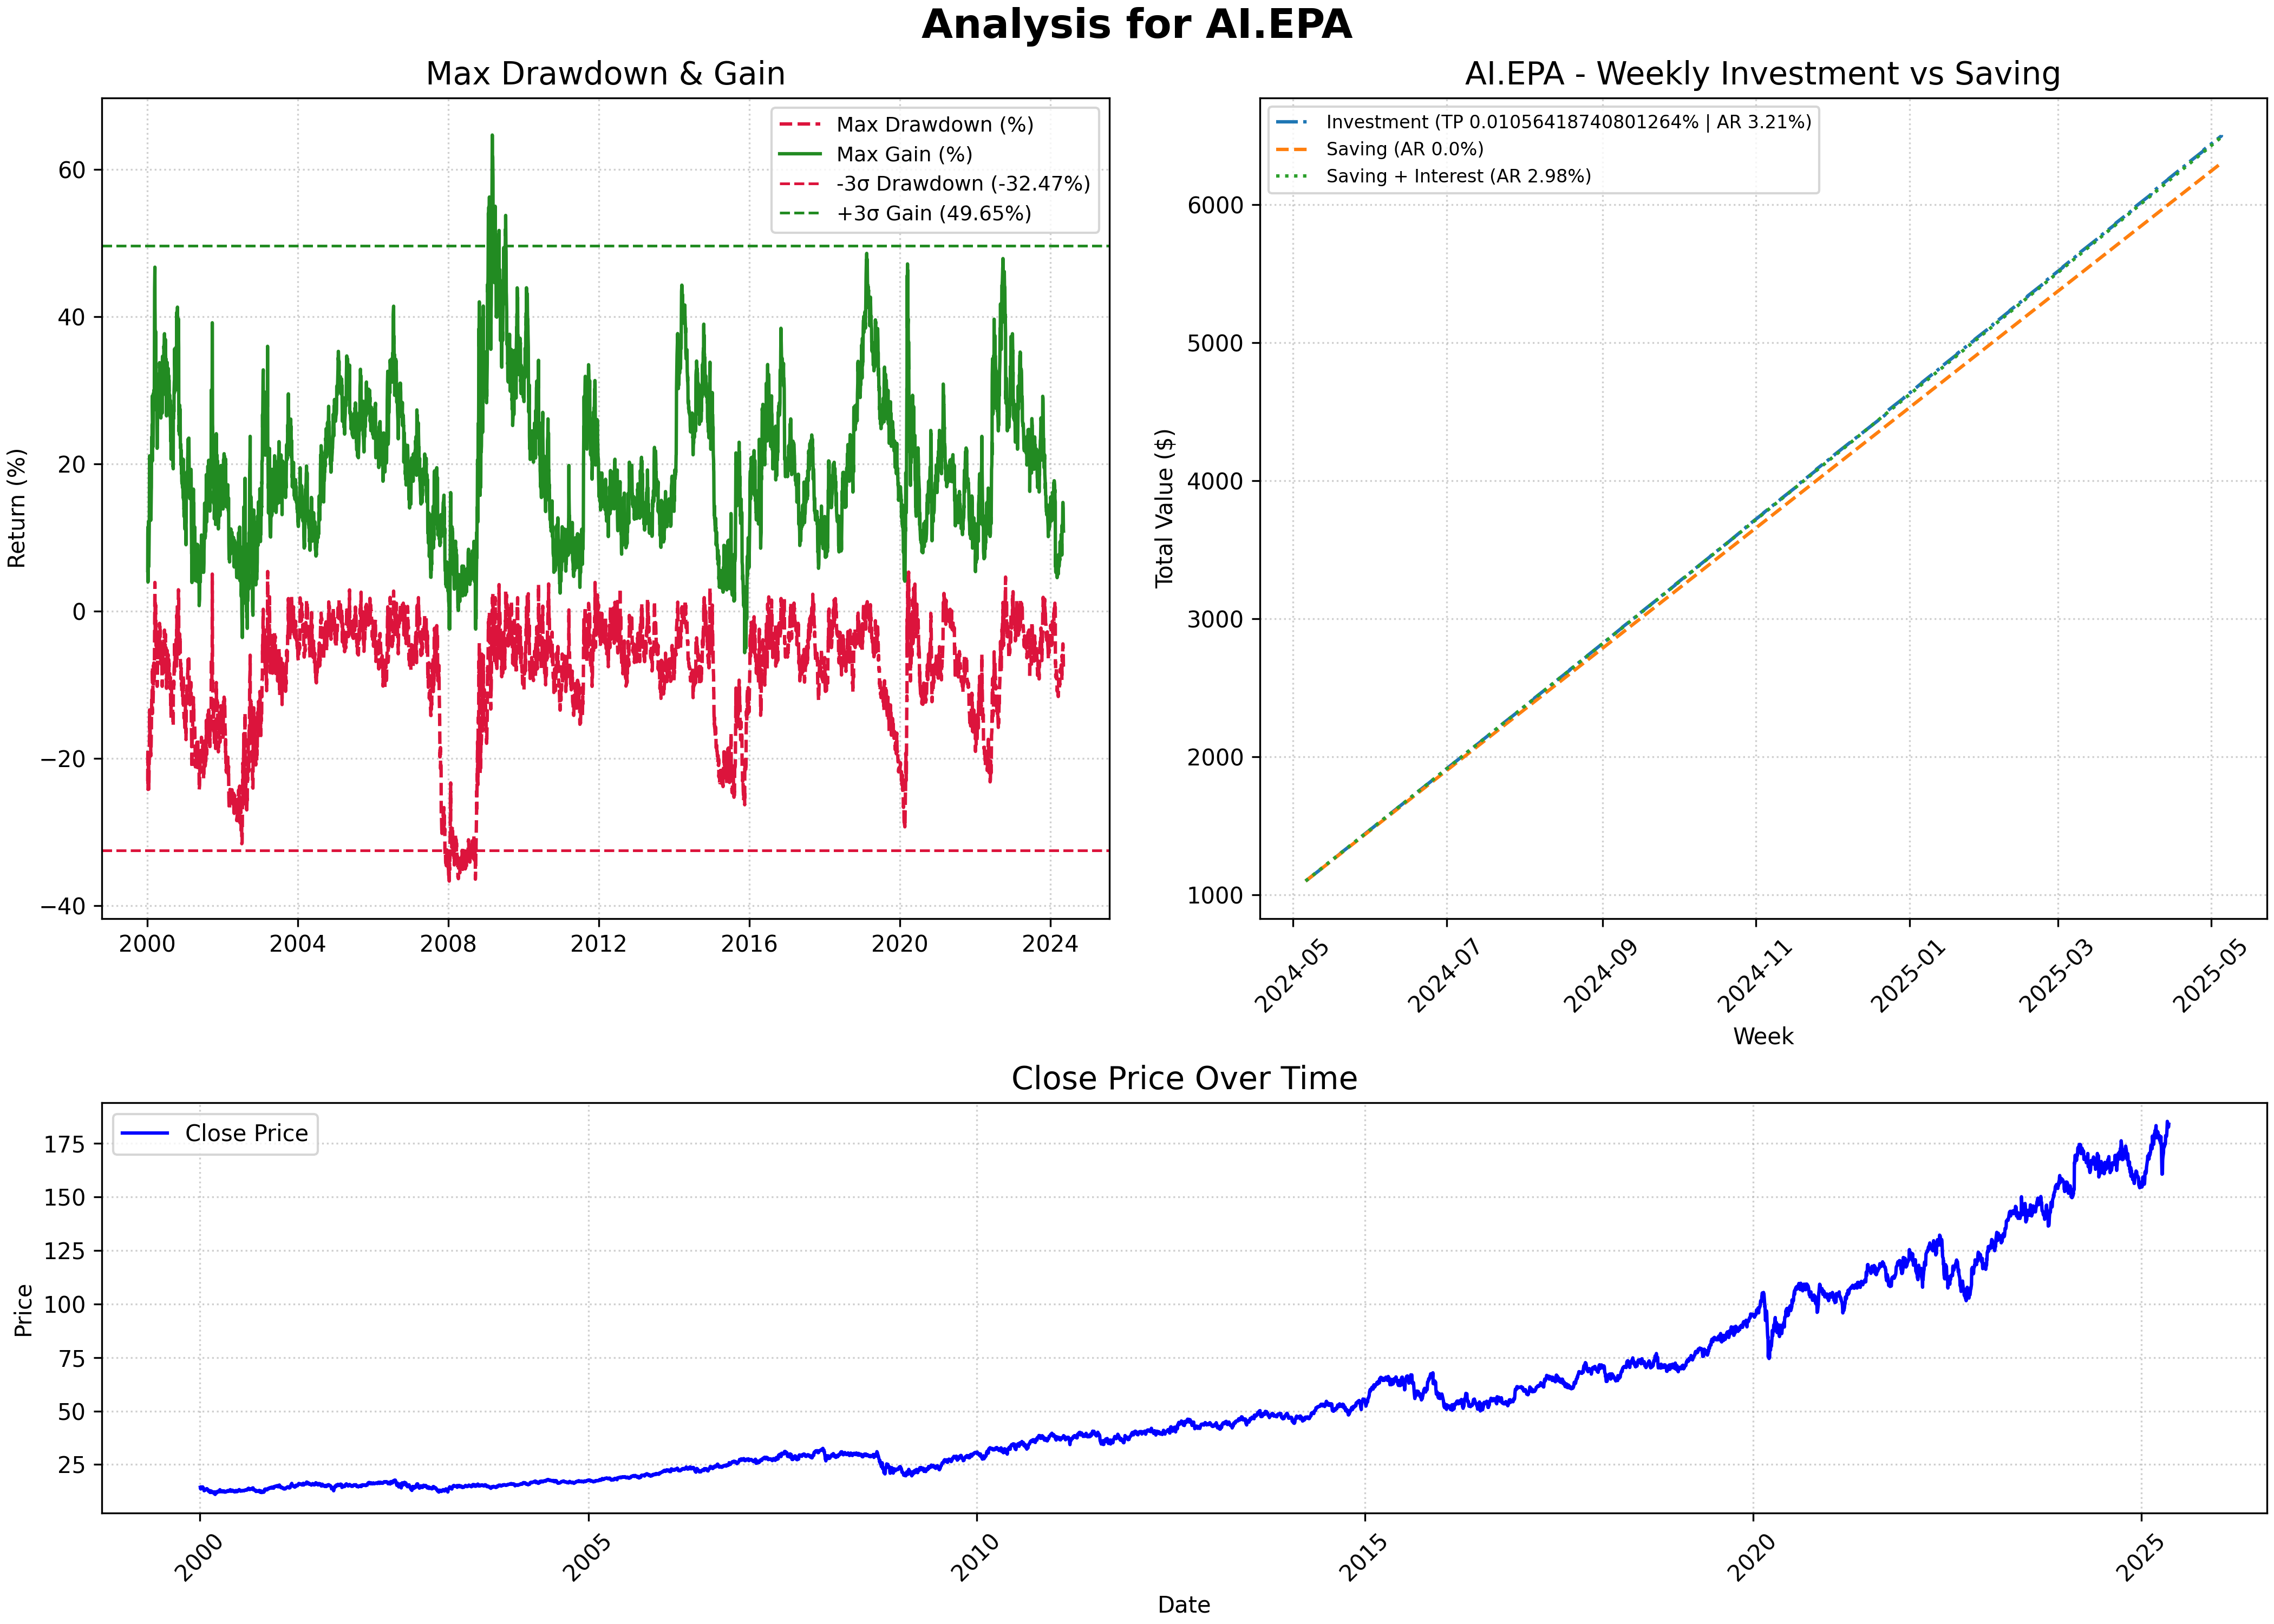 Analysis for AI.EPA
Max Drawdown & Gain
Max Drawdown (%)
Max Gain (%)
-3σ Drawdown (-32.47%)
+3σ Gain (49.65%)
Return (%)
60
40
20
0
−20
−40
2000 2004 2008 2012 2016 2020 2024
AI.EPA - Weekly Investment vs Saving
Investment (TP 0.01056418740801264% | AR 3.21%)
Saving (AR 0.0%)
Saving + Interest (AR 2.98%)
Total Value ($)
6000
5000
4000
3000
2000
1000
2024-05 2024-07 2024-09 2024-11 2025-01 2025-03 2025-05
Week
Close Price Over Time
Close Price
Price
175
150
125
100
75
50
25
2000 2005 2010 2015 2020 2025
Date